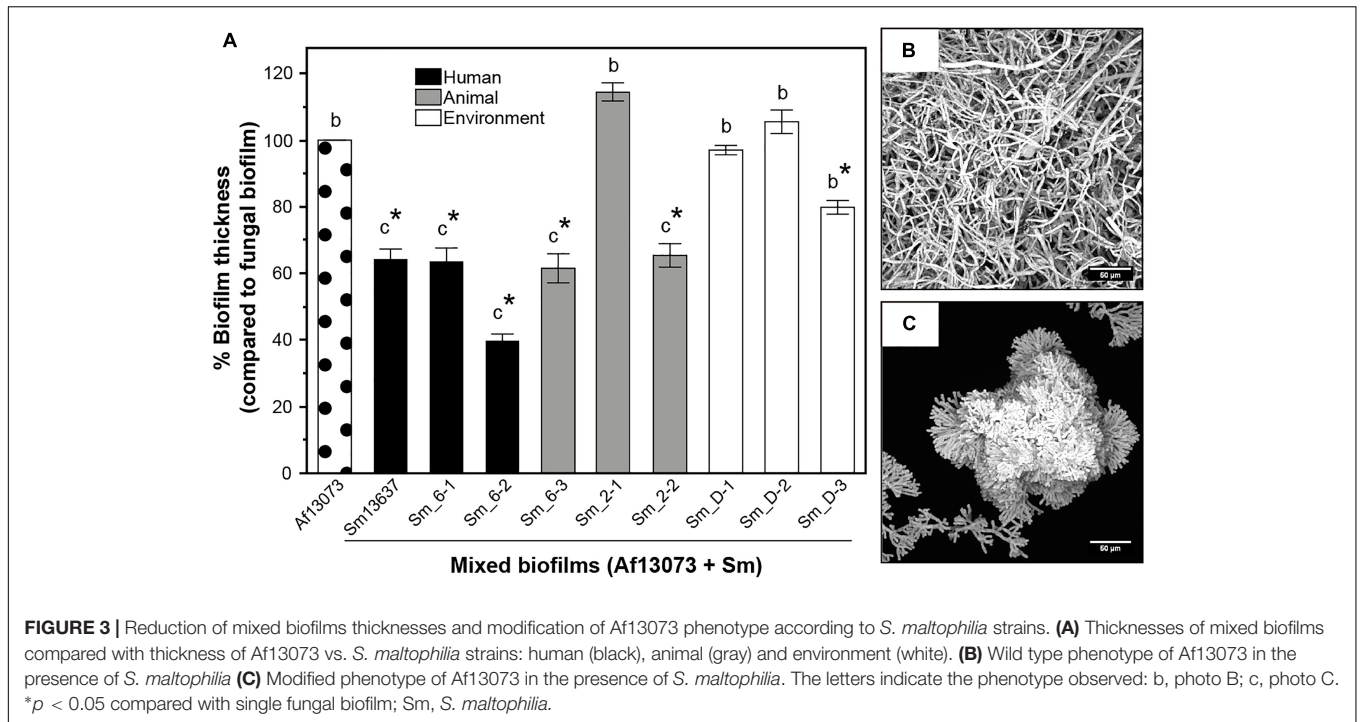 A
% Biofilm thickness
(compared to fungal biofilm)
120
100
80
60
40
20
0
Human
Animal
Environment
b
c*
c*
c*
c*
b
c*
b
b
b*
Af13073
Sm13637
Sm_6-1
Sm_6-2
Sm_6-3
Sm_2-1
Sm_2-2
Sm_D-1
Sm_D-2
Sm_D-3
Mixed biofilms (Af13073 + Sm)
B
50 µm
C
50 µm
FIGURE 3 | Reduction of mixed biofilms thicknesses and modification of Af13073 phenotype according to S. maltophilia strains. (A) Thicknesses of mixed biofilms
compared with thickness of Af13073 vs. S. maltophilia strains: human (black), animal (gray) and environment (white). (B) Wild type phenotype of Af13073 in the
presence of S. maltophilia (C) Modified phenotype of Af13073 in the presence of S. maltophilia. The letters indicate the phenotype observed: b, photo B; c, photo C.
*p < 0.05 compared with single fungal biofilm; Sm, S. maltophilia.